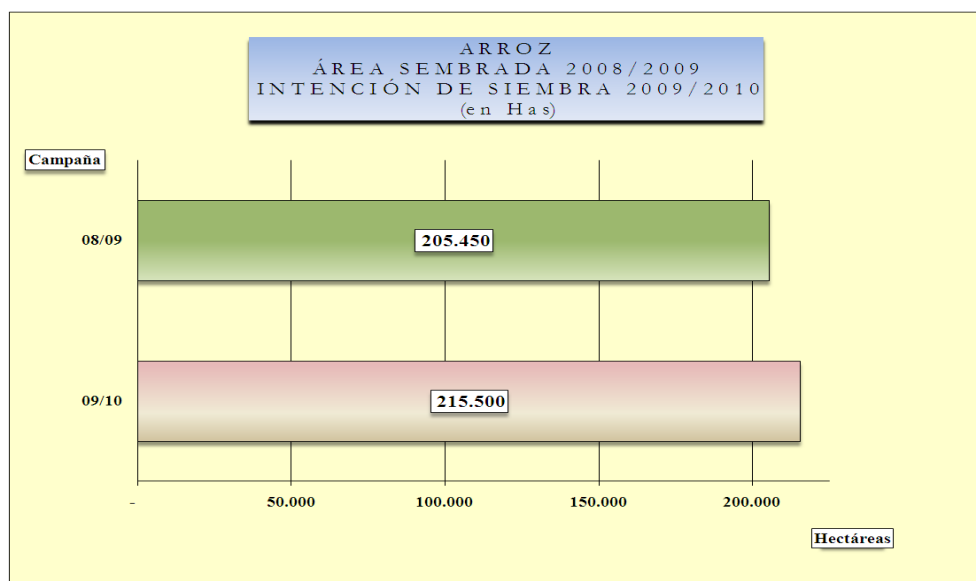 ARROZ
ÁREA SEMBRADA 2008/2009
INTENCIÓN DE SIEMBRA 2009/2010
(en Has)
Campaña
08/09
205.450
09/10
215.500
-
50.000
100.000
150.000
200.000
Hectáreas